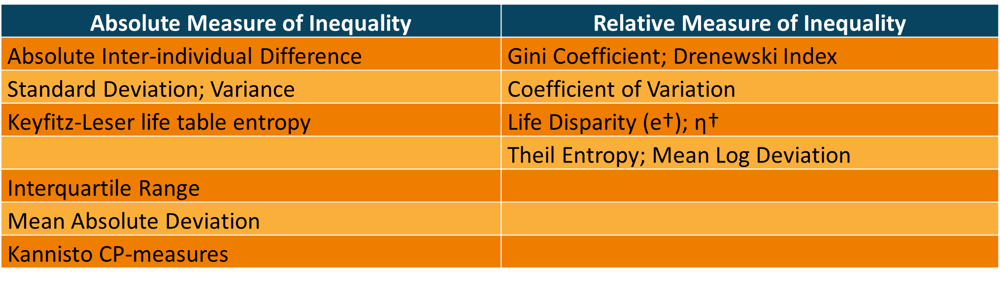 Absolute Measure of Inequality Relative Measure of Inequality
Absolute Inter-individual Difference Gini Coefficient; Drenewski Index
Standard Deviation; Variance Coefficient of Variation
Keyfitz-Leser life table entropy Life Disparity (e†); η†
Theil Entropy; Mean Log Deviation
Interquartile Range
Mean Absolute Deviation
Kannisto CP-measures